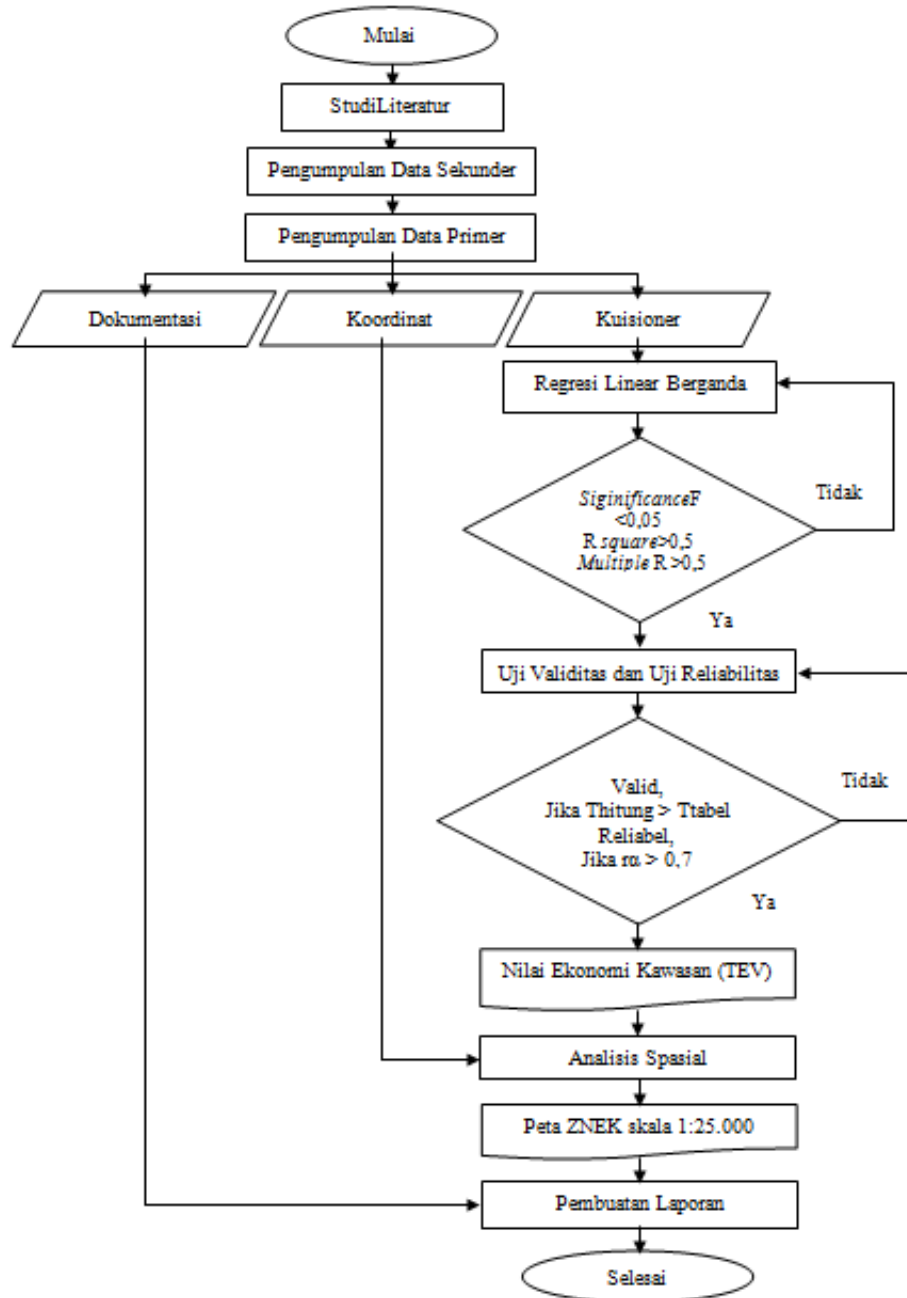 Mulai
StudiLiteratur
Pengumpulan Data Sekunder
Pengumpulan Data Primer
Dokumentasi
Koordinat
Kuisioner
Regresi Linear Berganda
SiginificanceF
<0,05
R square>0,5
Multiple R >0,5
Tidak
Ya
Uji Validitas dan Uji Reliabilitas
Valid,
Jika Thitung > Ttabel
Reliabel,
Jika rα > 0,7
Tidak
Ya
Nilai Ekonomi Kawasan (TEV)
Analisis Spasial
Peta ZNEK skala 1:25.000
Pembuatan Laporan
Selesai